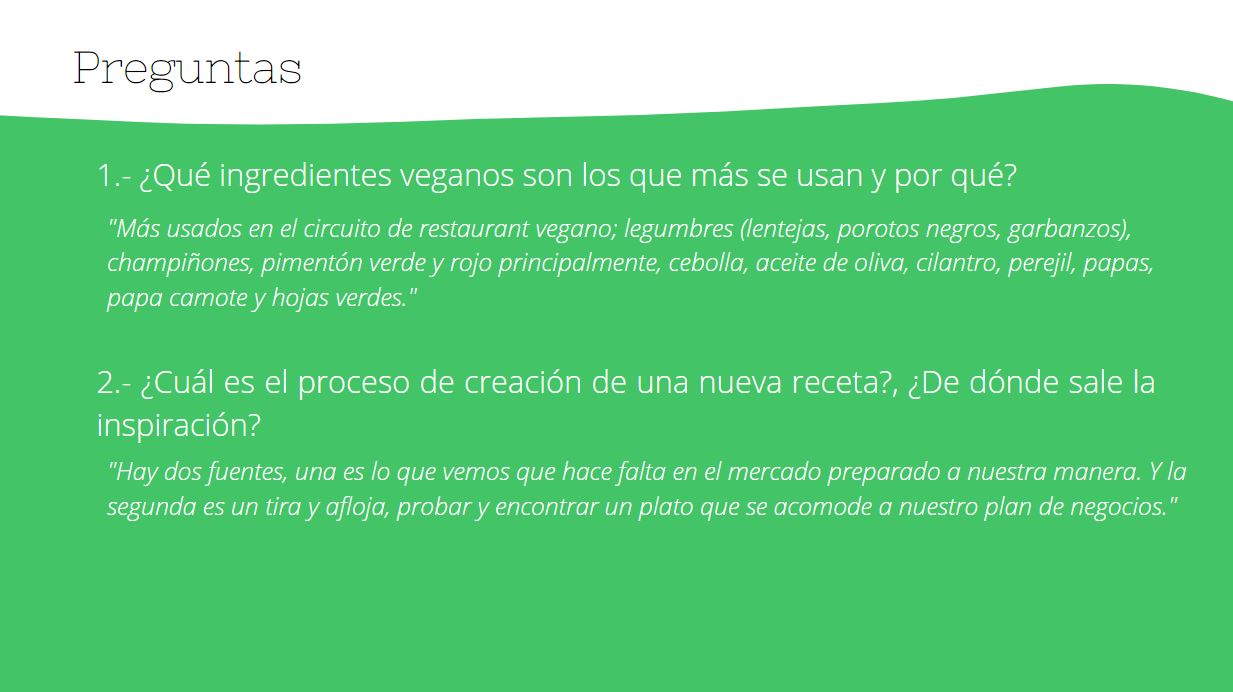 Preguntas
1.- ¿Qué ingredientes veganos son los que más se usan y por qué?
"Más usados en el circuito de restaurant vegano; legumbres (lentejas, porotos negros, garbanzos),
champiñones, pimentón verde y rojo principalmente, cebolla, aceite de oliva, cilantro, perejil, papas,
papa camote y hojas verdes."
2.- ¿Cuál es el proceso de creación de una nueva receta?, ¿De dónde sale la
inspiración?
"Hay dos fuentes, una es lo que vemos que hace falta en el mercado preparado a nuestra manera. Y la
segunda es un tira y afloja, probar y encontrar un plato que se acomode a nuestro plan de negocios."